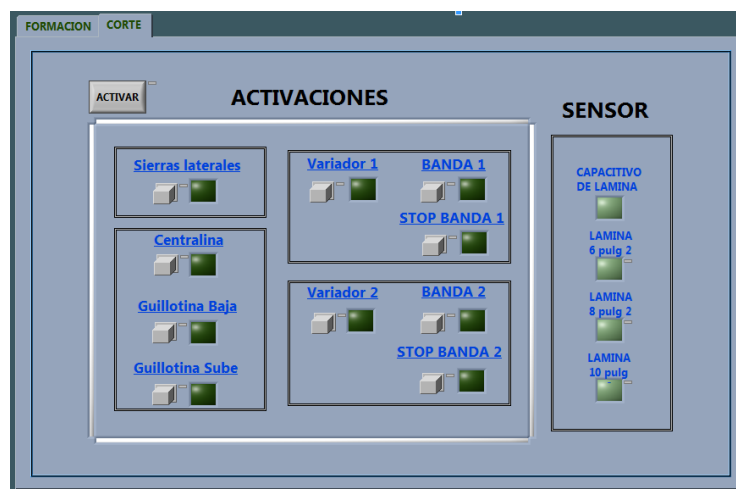 FORMACION
CORTE
ACTIVAR
ACTIVACIONES
SENSOR
Sierras laterales
Centralina
Guillotina Baja
Guillotina Sube
Variador 1
BANDA 1
STOP BANDA 1
Variador 2
BANDA 2
STOP BANDA 2
CAPACITIVO
DE LAMINA
LAMINA
6 pulg 2
LAMINA
8 pulg 2
LAMINA
10 pulg